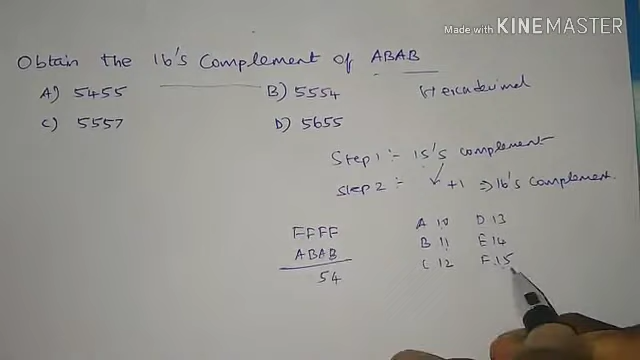 Made with KINEMASTER
Obtain the 16's complement of ABAB
A) 5455 B) 5554 Hexadecimal
C) 5557 D) 5655
Step 1 :- 15's complement
Step 2 :- ↙ +1 ⇒ 16's complement.
FFFF A 10 D 13
ABAB B 11 E 14
54 C 12 F 15